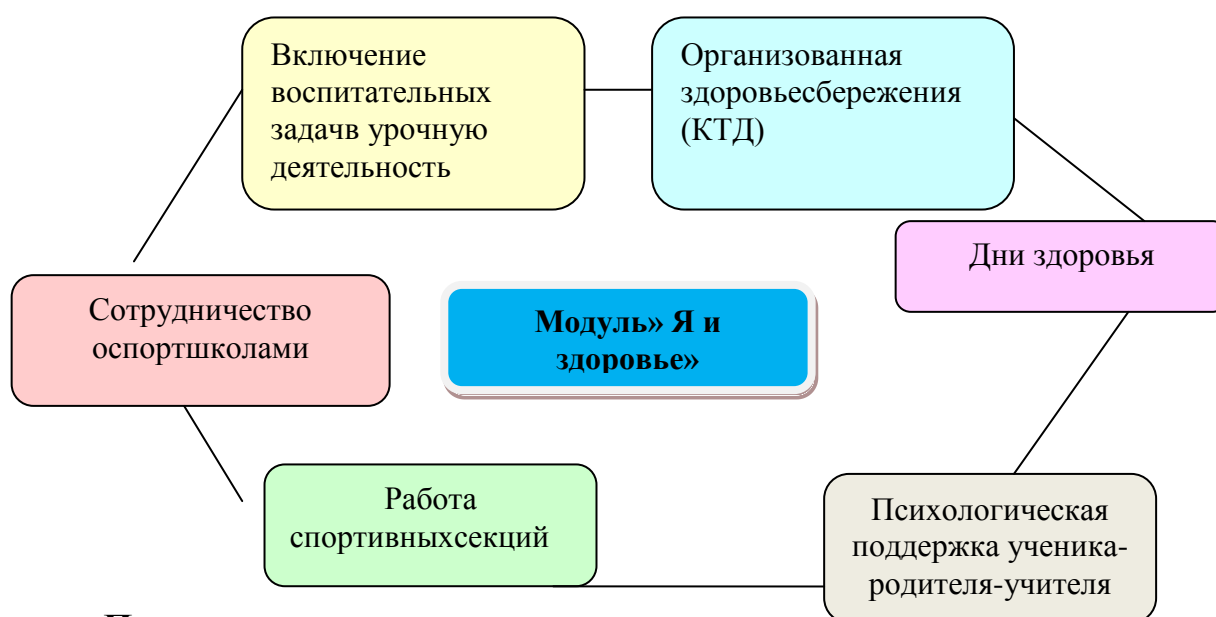 Включение
воспитательных
задачв урочную
деятельность
Организованная
здоровьесбережения
(КТД)
Дни здоровья
Сотрудничество
оспортшколами
Модуль» Я и
здоровье»
Работа
спортивныхсекций
Психологическая
поддержка ученика-
родителя-учителя